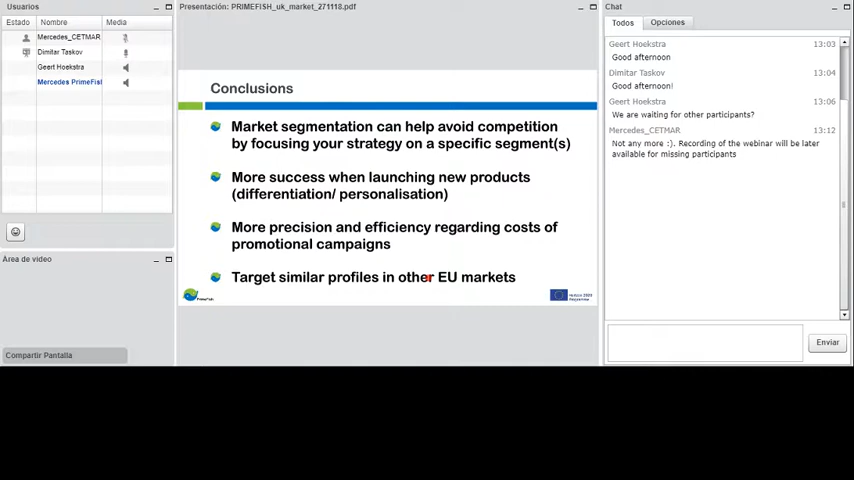 Usuarios
Estado Nombre Media
Mercedes_CETMAR
Dimitar Taskov
Geert Hoekstra
Mercedes PrimeFisl
Área de video
Compartir Pantalla
Presentación: PRIMEFISH_uk_market_271118.pdf
Conclusions
Market segmentation can help avoid competition
by focusing your strategy on a specific segment(s)
More success when launching new products
(differentiation/ personalisation)
More precision and efficiency regarding costs of
promotional campaigns
Target similar profiles in other EU markets
PrimeFish
Horizon 2020
Programme
Chat
Todos Opciones
Geert Hoekstra 13:03
Good afternoon
Dimitar Taskov 13:04
Good afternoon!
Geert Hoekstra 13:06
We are waiting for other participants?
Mercedes_CETMAR 13:12
Not any more :). Recording of the webinar will be later
available for missing participants
Enviar